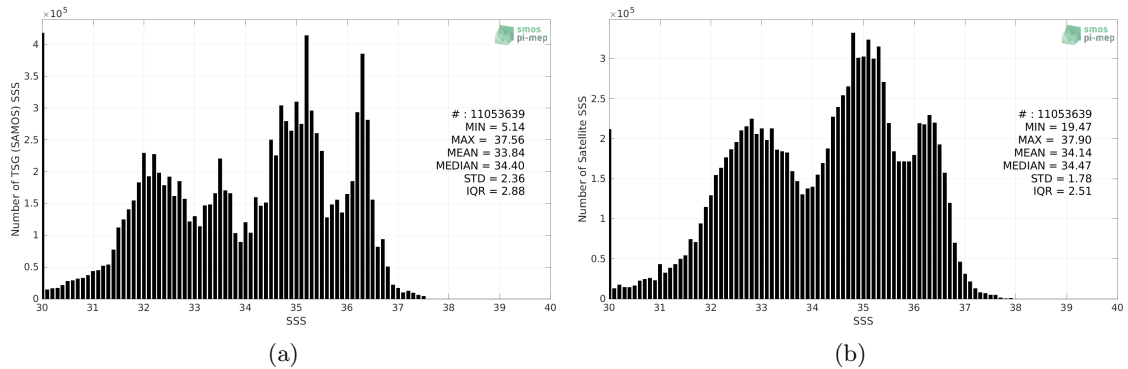 ×10^5
smos
pi-mep
Number of TSG (SAMOS) SSS
4
3.5
3
2.5
2
1.5
1
0.5
0
# : 11053639
MIN = 5.14
MAX = 37.56
MEAN = 33.84
MEDIAN = 34.40
STD = 2.36
IQR = 2.88
30 31 32 33 34 35 36 37 38 39 40
SSS
(a)
×10^5
smos
pi-mep
Number of Satellite SSS
3
2.5
2
1.5
1
0.5
0
# : 11053639
MIN = 19.47
MAX = 37.90
MEAN = 34.14
MEDIAN = 34.47
STD = 1.78
IQR = 2.51
30 31 32 33 34 35 36 37 38 39 40
SSS
(b)